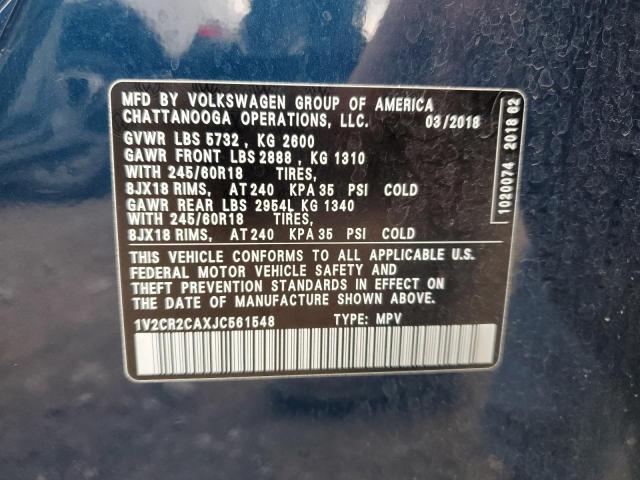 MFD BY VOLKSWAGEN GROUP OF AMERICA
CHATTANOOGA OPERATIONS, LLC. 03/2018
GVWR LBS 5732 , KG 2600
GAWR FRONT LBS 2888 , KG 1310
WITH 245/60R18 TIRES,
8JX18 RIMS, AT 240 KPA 35 PSI COLD
GAWR REAR LBS 2954L KG 1340
WITH 245/60R18 TIRES,
8JX18 RIMS, AT 240 KPA 35 PSI COLD
THIS VEHICLE CONFORMS TO ALL APPLICABLE U.S.
FEDERAL MOTOR VEHICLE SAFETY AND
THEFT PREVENTION STANDARDS IN EFFECT ON
THE DATE OF MANUFACTURE SHOWN ABOVE.
1V2CR2CAXJC561548 TYPE: MPV
1020074 2018 62